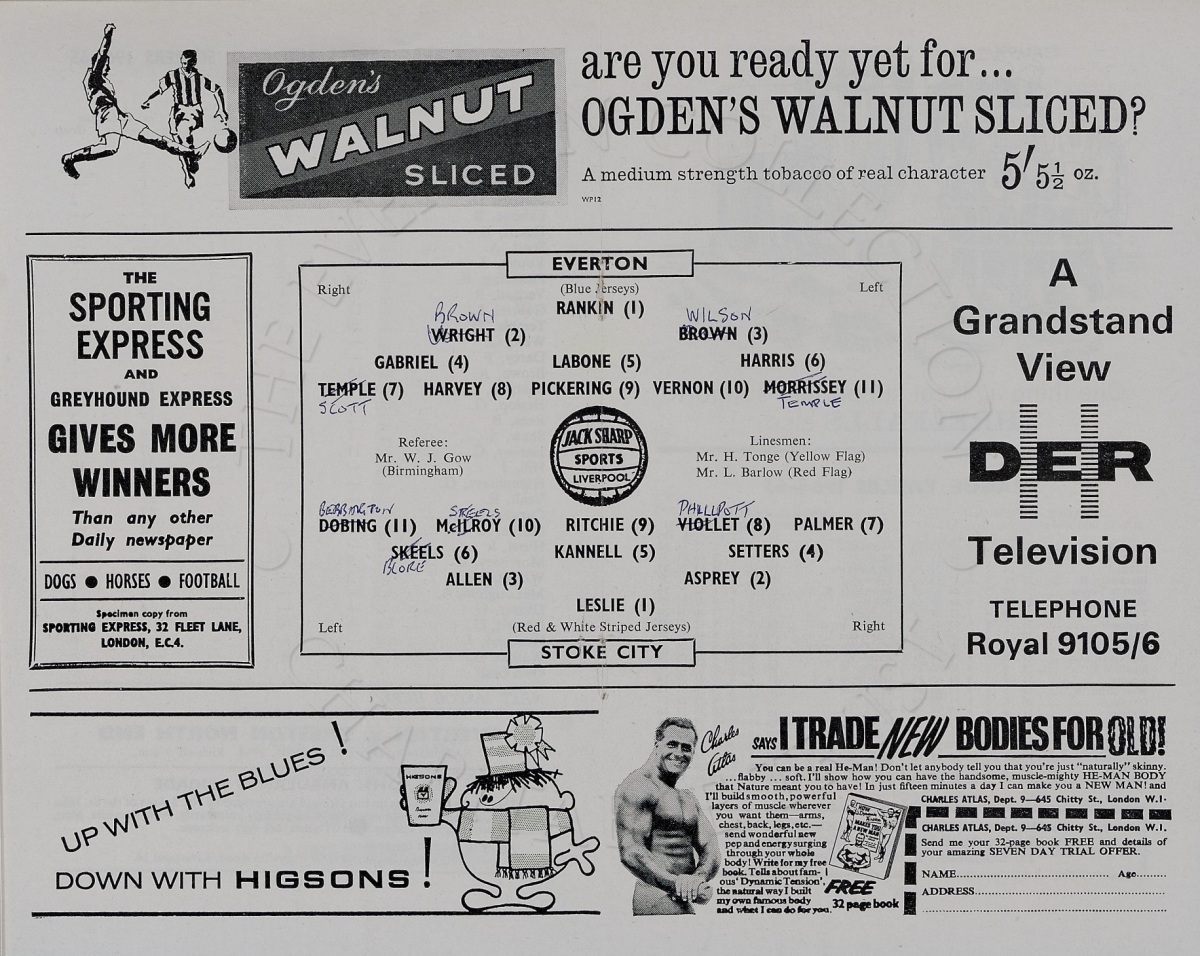 Ogden's
WALNUT
SLICED
are you ready yet for...
OGDEN'S WALNUT SLICED?
A medium strength tobacco of real character 5/5½ oz.
WP12
THE
SPORTING
EXPRESS
AND
GREYHOUND EXPRESS
GIVES MORE
WINNERS
Than any other
Daily newspaper
DOGS ● HORSES ● FOOTBALL
Specimen copy from
SPORTING EXPRESS, 32 FLEET LANE,
LONDON, E.C.4.
EVERTON
Right (Blue Jerseys) Left
RANKIN (1)
BROWN WILSON
WRIGHT (2) BROWN (3)
GABRIEL (4) LABONE (5) HARRIS (6)
TEMPLE (7) HARVEY (8) PICKERING (9) VERNON (10) MORRISSEY (11)
SCOTT TEMPLE
Referee:
Mr. W. J. Gow
(Birmingham)
JACK SHARP
SPORTS
LIVERPOOL
Linesmen:
Mr. H. Tonge (Yellow Flag)
Mr. L. Barlow (Red Flag)
BEBBINGTON SKEELS PHILLPOTT
DOBING (11) McILROY (10) RITCHIE (9) VIOLLET (8) PALMER (7)
SKEELS (6) KANNELL (5) SETTERS (4)
BLORE
ALLEN (3) ASPREY (2)
LESLIE (1)
Left (Red & White Striped Jerseys) Right
STOKE CITY
A
Grandstand
View
DER
Television
TELEPHONE
Royal 9105/6
UP WITH THE BLUES!
DOWN WITH HIGSONS!
HIGSONS
Charles
Atlas
SAYS I TRADE NEW BODIES FOR OLD!
You can be a real He-Man! Don't let anybody tell you that you're just "naturally" skinny.
...flabby ... soft. I'll show how you can have the handsome, muscle-mighty HE-MAN BODY
that Nature meant you to have! In just fifteen minutes a day I can make you a NEW MAN! and
I'll build smooth, powerful
layers of muscle wherever
you want them—arms,
chest, back, legs, etc.—
send wonderful new
pep and energy surging
through your whole
body! Write for my free
book. Tells about fam-
ous 'Dynamic Tension',
the natural way I built
my own famous body
and what I can do for you.
FREE
32 page book
CHARLES ATLAS, Dept. 9—645 Chitty St., London W.1.
CHARLES ATLAS, Dept. 9—645 Chitty St., London W.1.
Send me your 32-page book FREE and details of
your amazing SEVEN DAY TRIAL OFFER.
NAME Age
ADDRESS